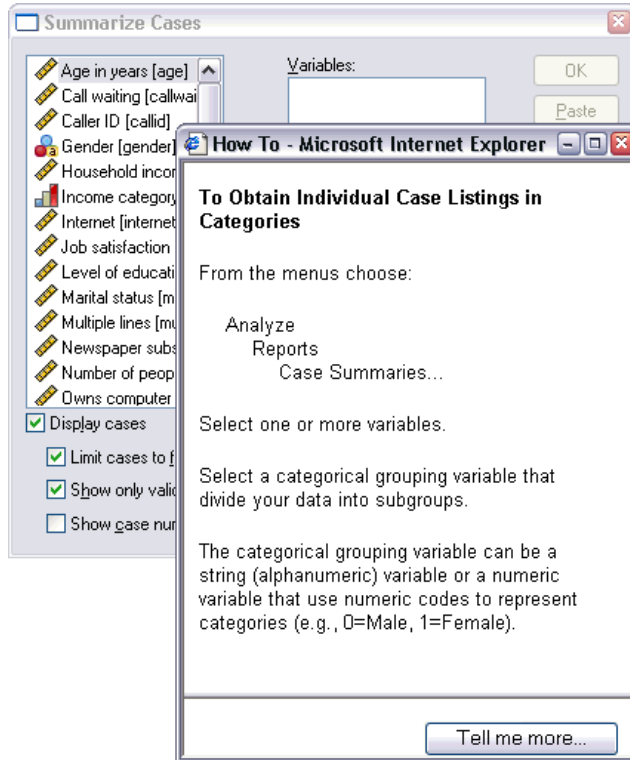 Summarize Cases
Age in years [age]
Call waiting [callwai
Caller ID [callid]
Gender [gender]
Household incor
Income category
Internet [internet
Job satisfaction
Level of educati
Marital status [m
Multiple lines [mu
Newspaper subs
Number of peop
Owns computer
Variables:
OK
Paste
Display cases
Limit cases to f
Show only valid
Show case nur
How To - Microsoft Internet Explorer
To Obtain Individual Case Listings in
Categories
From the menus choose:
Analyze
Reports
Case Summaries...
Select one or more variables.
Select a categorical grouping variable that
divide your data into subgroups.
The categorical grouping variable can be a
string (alphanumeric) variable or a numeric
variable that use numeric codes to represent
categories (e.g., 0=Male, 1=Female).
Tell me more...